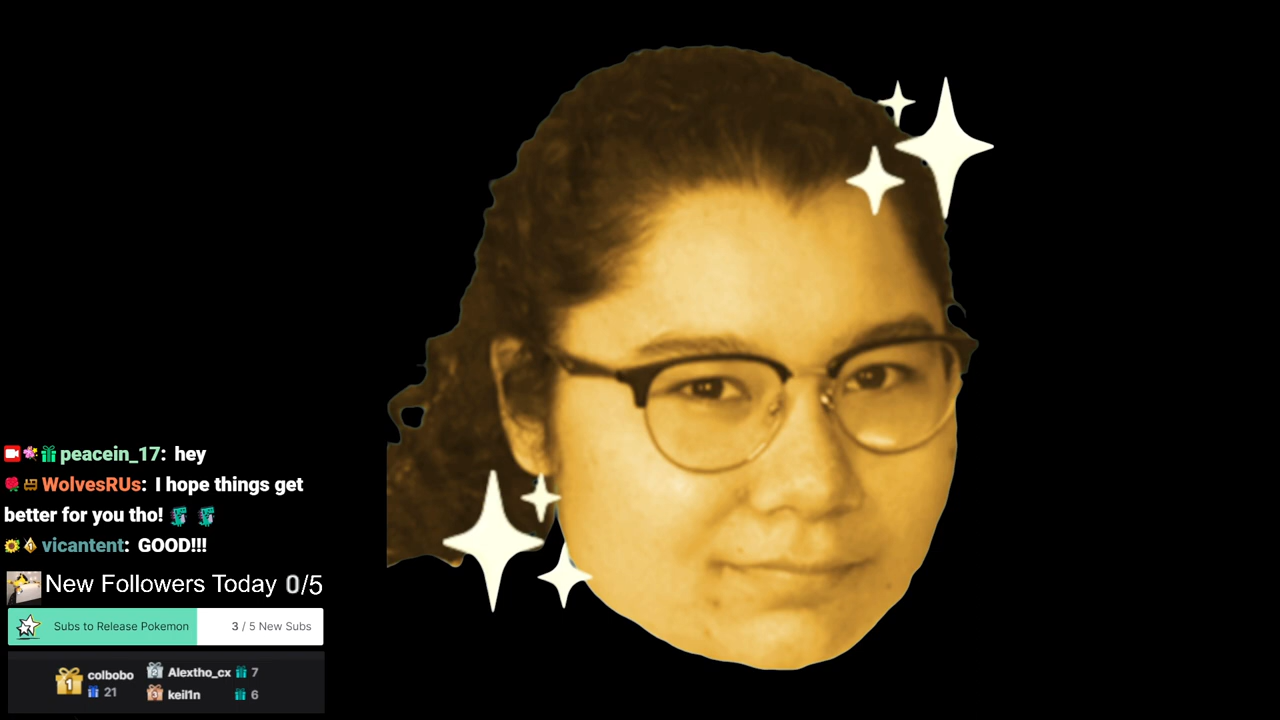 peacein_17: hey
WolvesRUs: I hope things get
better for you tho!
vicantent: GOOD!!!
New Followers Today 0/5
Subs to Release Pokemon 3 / 5 New Subs
1 colbobo 21
Alextho_cx 7
keil1n 6